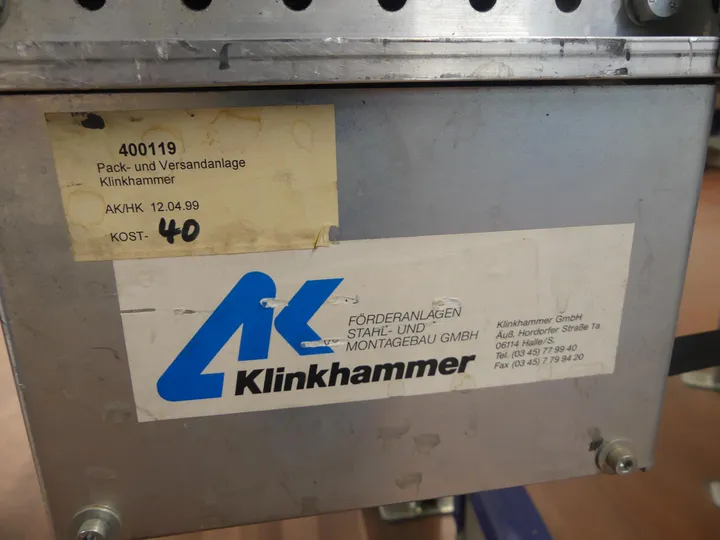 400119
Pack- und Versandanlage
Klinkhammer
AK/HK 12.04.99
KOST- 40
AK
FÖRDERANLAGEN
STAHL- UND
MONTAGEBAU GMBH
Klinkhammer
Klinkhammer GmbH
Äuß. Hordorfer Straße 1a
06114 Halle/S.
Tel. (03 45) 77 99 40
Fax (03 45) 7 79 94 20